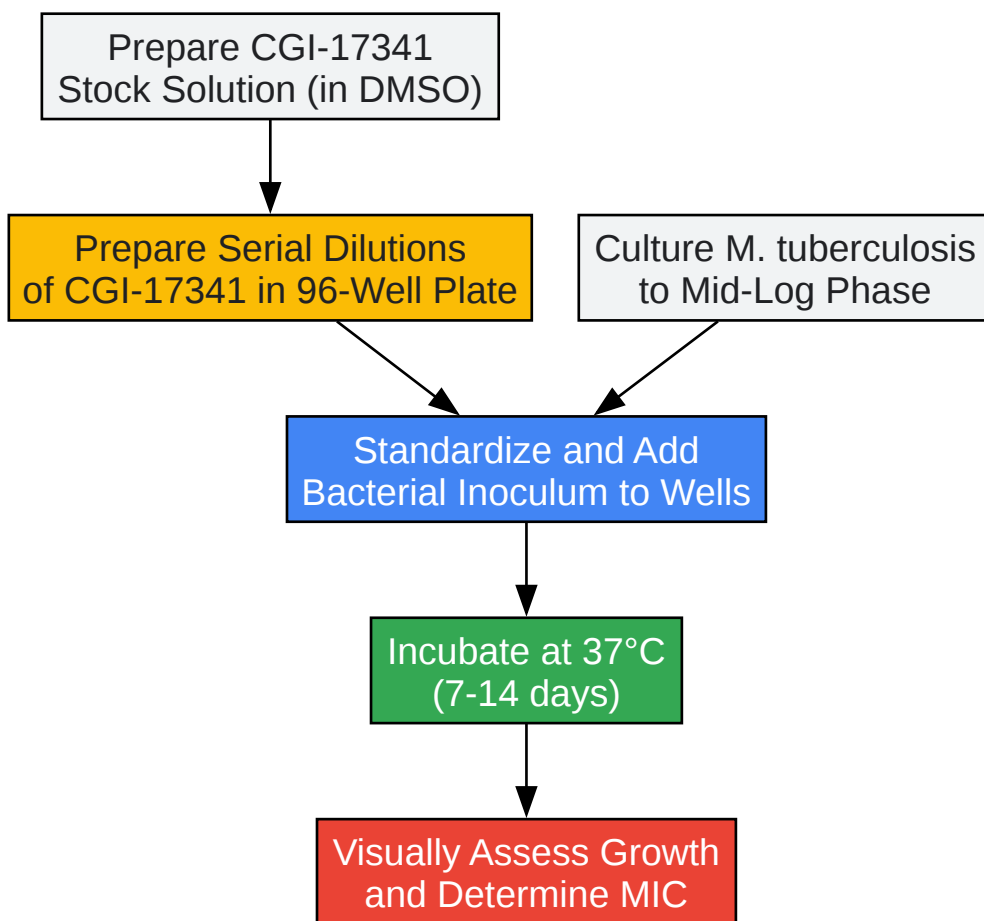 Prepare CGI-17341
Stock Solution (in DMSO)
Prepare Serial Dilutions
of CGI-17341 in 96-Well Plate
Culture M. tuberculosis
to Mid-Log Phase
Standardize and Add
Bacterial Inoculum to Wells
Incubate at 37°C
(7-14 days)
Visually Assess Growth
and Determine MIC